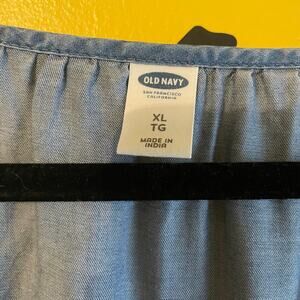 OLD NAVY
SAN FRANCISCO
CALIFORNIA
XL
TG
MADE IN
INDIA